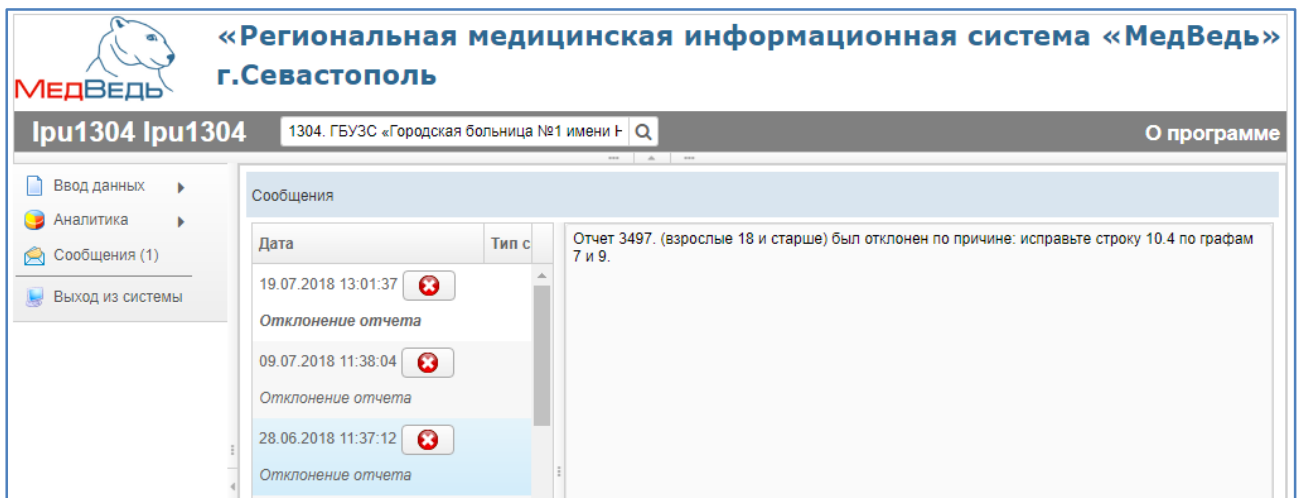 «Региональная медицинская информационная система «МедВедь»
г.Севастополь
МЕДВЕДЬ
lpu1304 lpu1304
1304. ГБУЗС «Городская больница №1 имени Н
О программе
Ввод данных
Аналитика
Сообщения (1)
Выход из системы
Сообщения
Дата
Тип с
19.07.2018 13:01:37
Отклонение отчета
09.07.2018 11:38:04
Отклонение отчета
28.06.2018 11:37:12
Отклонение отчета
Отчет 3497. (взрослые 18 и старше) был отклонен по причине: исправьте строку 10.4 по графам
7 и 9.